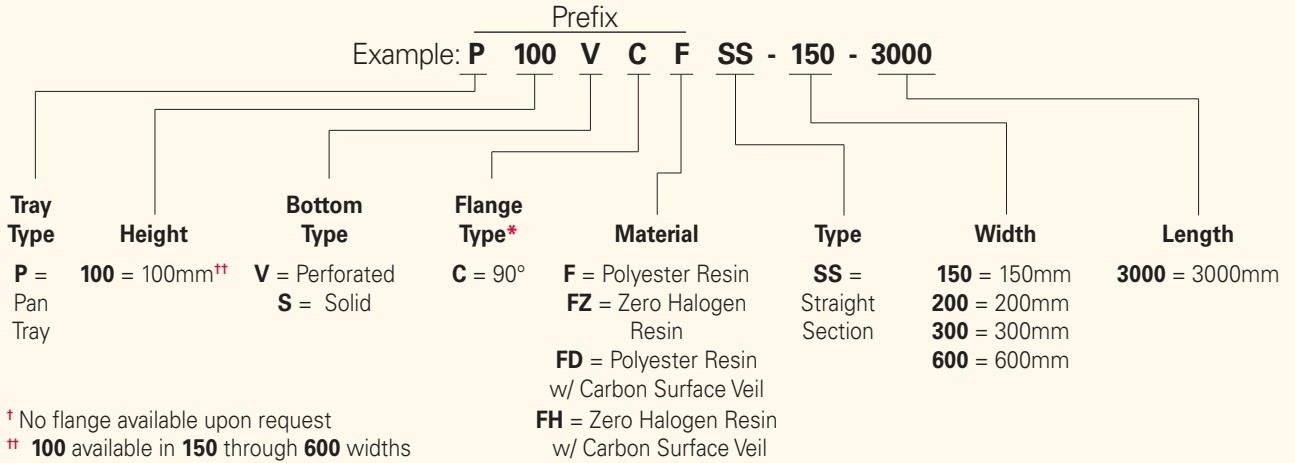 Prefix
Example: P 100 V C F SS - 150 - 3000
Tray
Type
P =
Pan
Tray
Height
100 = 100mm††
Bottom
Type
V = Perforated
S = Solid
Flange
Type*
C = 90°
Material
F = Polyester Resin
FZ = Zero Halogen
Resin
FD = Polyester Resin
w/ Carbon Surface Veil
FH = Zero Halogen Resin
w/ Carbon Surface Veil
Type
SS =
Straight
Section
Width
150 = 150mm
200 = 200mm
300 = 300mm
600 = 600mm
Length
3000 = 3000mm
† No flange available upon request
†† 100 available in 150 through 600 widths